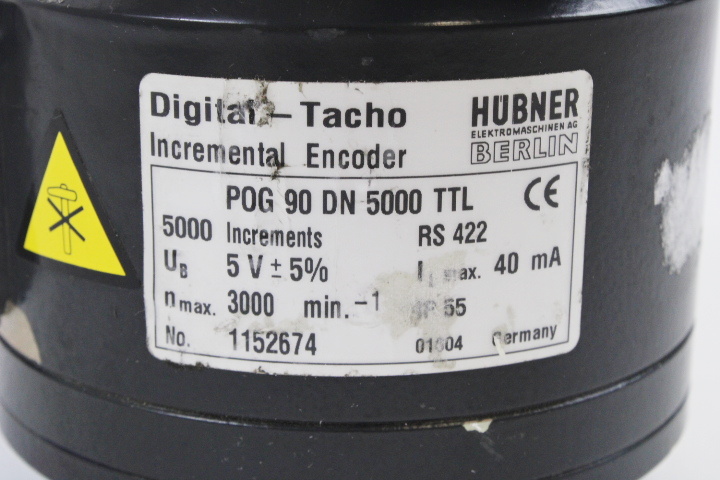 Digital – Tacho
Incremental Encoder
HÜBNER
ELEKTROMASCHINEN AG
BERLIN
POG 90 DN 5000 TTL CE
5000 Increments RS 422
UB 5 V ± 5% max. 40 mA
nmax. 3000 min.-1 55
No. 1152674 Germany